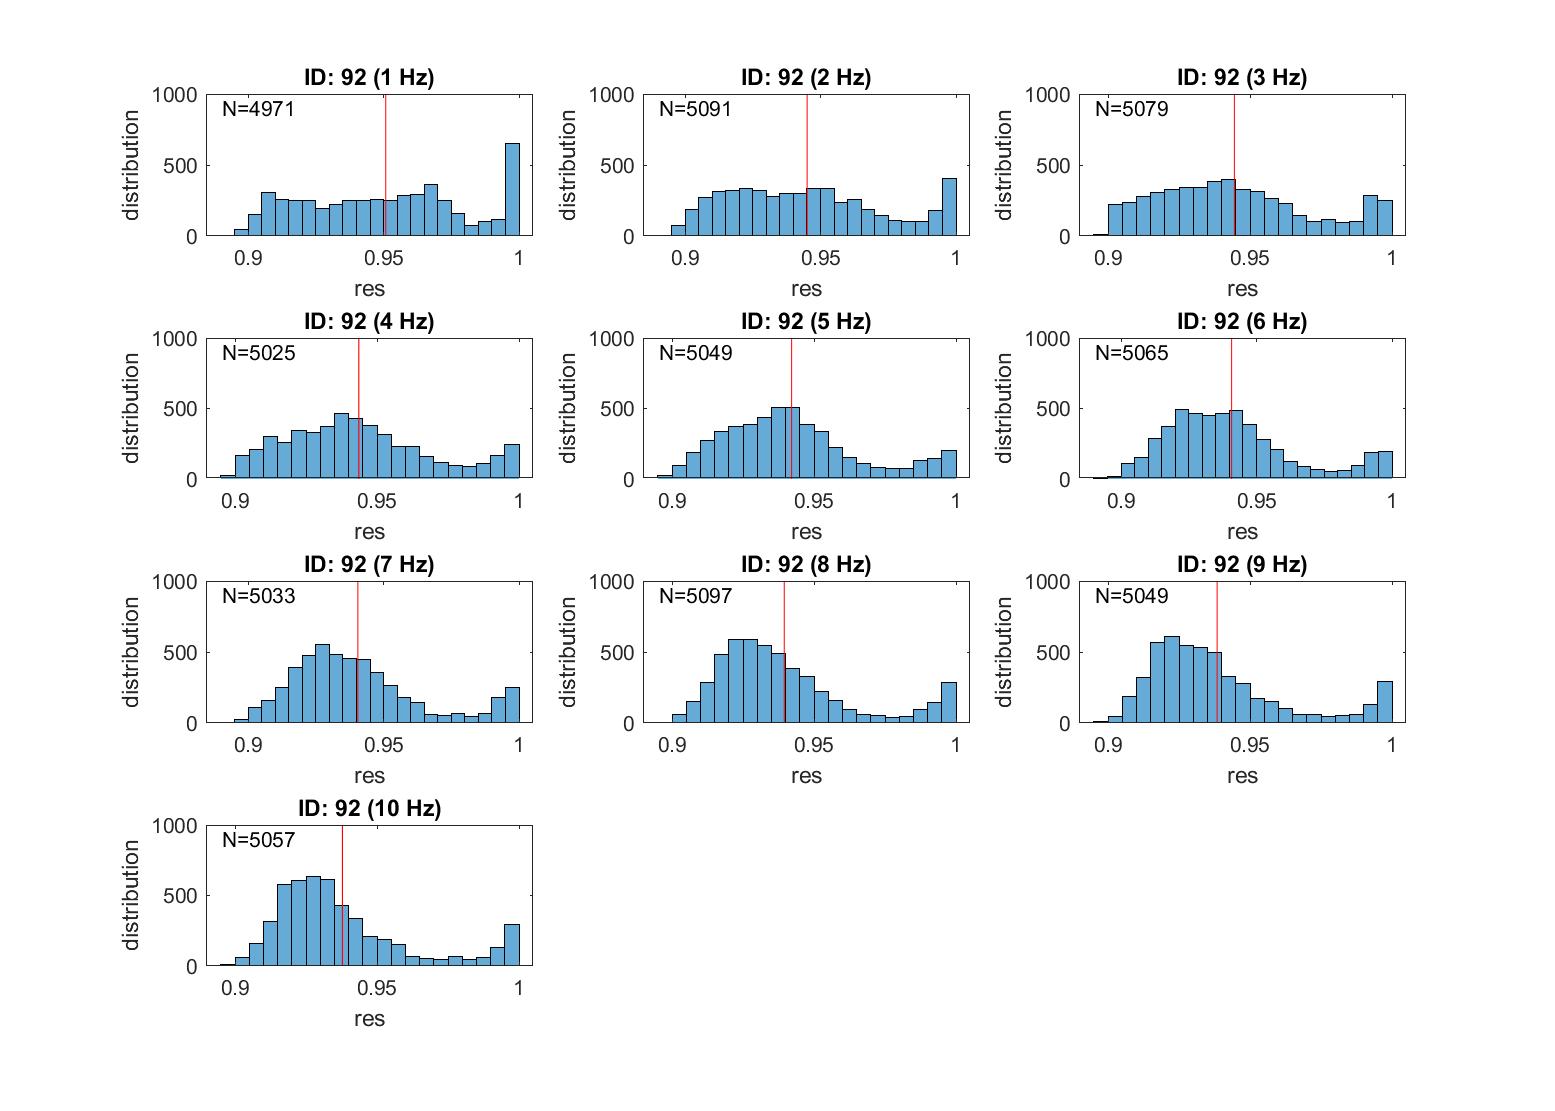 ID: 92 (1 Hz)
N=4971
1000
500
0
distribution
0.9 0.95 1
res
ID: 92 (2 Hz)
N=5091
1000
500
0
distribution
0.9 0.95 1
res
ID: 92 (3 Hz)
N=5079
1000
500
0
distribution
0.9 0.95 1
res
ID: 92 (4 Hz)
N=5025
1000
500
0
distribution
0.9 0.95 1
res
ID: 92 (5 Hz)
N=5049
1000
500
0
distribution
0.9 0.95 1
res
ID: 92 (6 Hz)
N=5065
1000
500
0
distribution
0.9 0.95 1
res
ID: 92 (7 Hz)
N=5033
1000
500
0
distribution
0.9 0.95 1
res
ID: 92 (8 Hz)
N=5097
1000
500
0
distribution
0.9 0.95 1
res
ID: 92 (9 Hz)
N=5049
1000
500
0
distribution
0.9 0.95 1
res
ID: 92 (10 Hz)
N=5057
1000
500
0
distribution
0.9 0.95 1
res